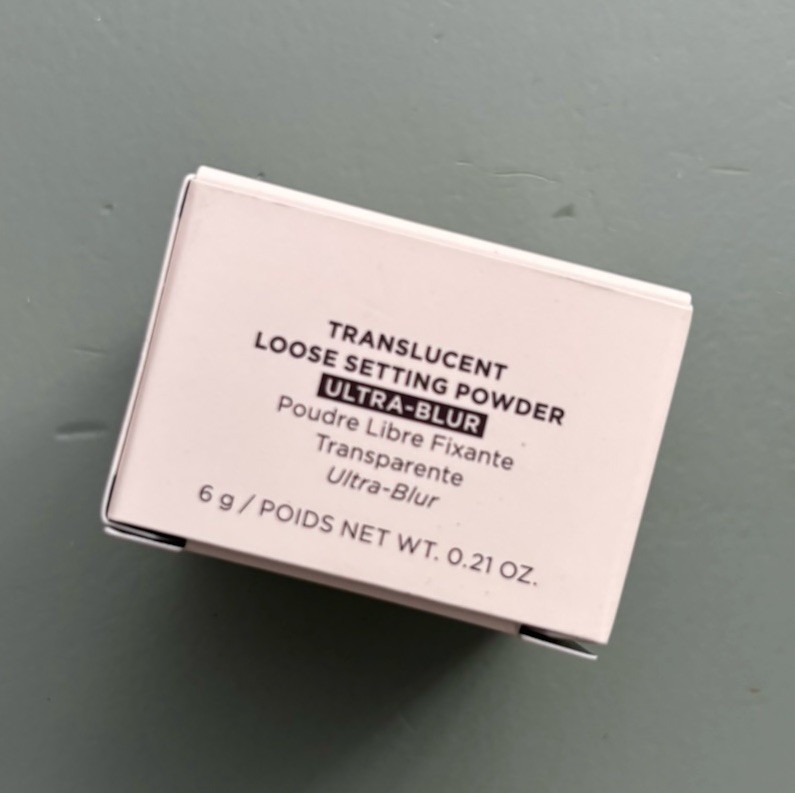 TRANSLUCENT
LOOSE SETTING POWDER
ULTRA-BLUR
Poudre Libre Fixante
Transparente
Ultra-Blur
6 g / POIDS NET WT. 0.21 OZ.